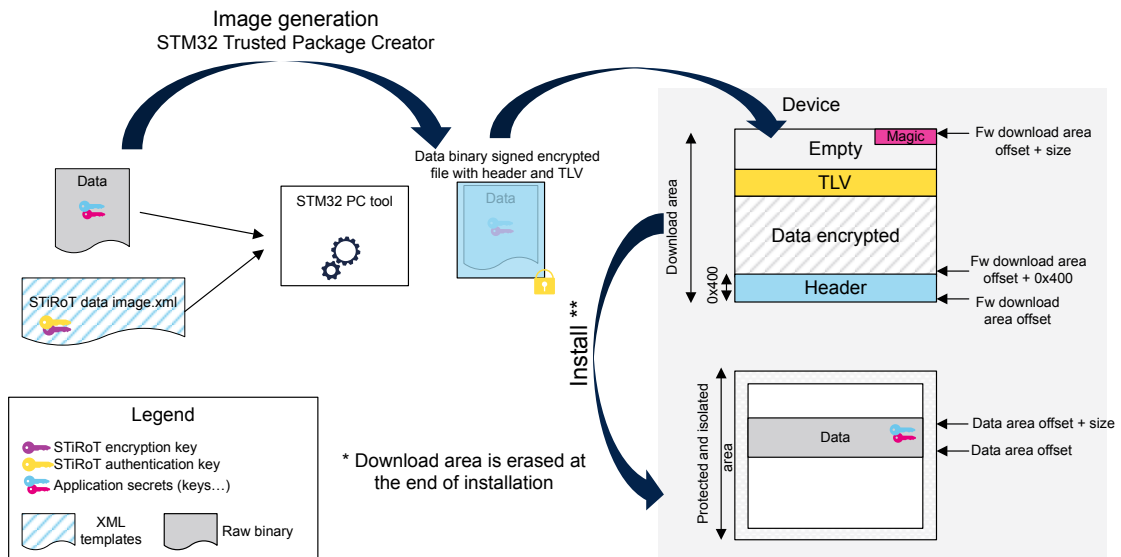 Image generation
STM32 Trusted Package Creator
Data
STiRoT data image.xml
STM32 PC tool
Data binary signed encrypted
file with header and TLV
Data
Install **
Device
Download area
0x400
Magic
Empty
TLV
Data encrypted
Header
Fw download area
offset + size
Fw download area
offset + 0x400
Fw download
area offset
Protected and isolated
area
Data
Data area offset + size
Data area offset
* Download area is erased at
the end of installation
Legend
STiRoT encryption key
STiRoT authentication key
Application secrets (keys…)
XML
templates
Raw binary